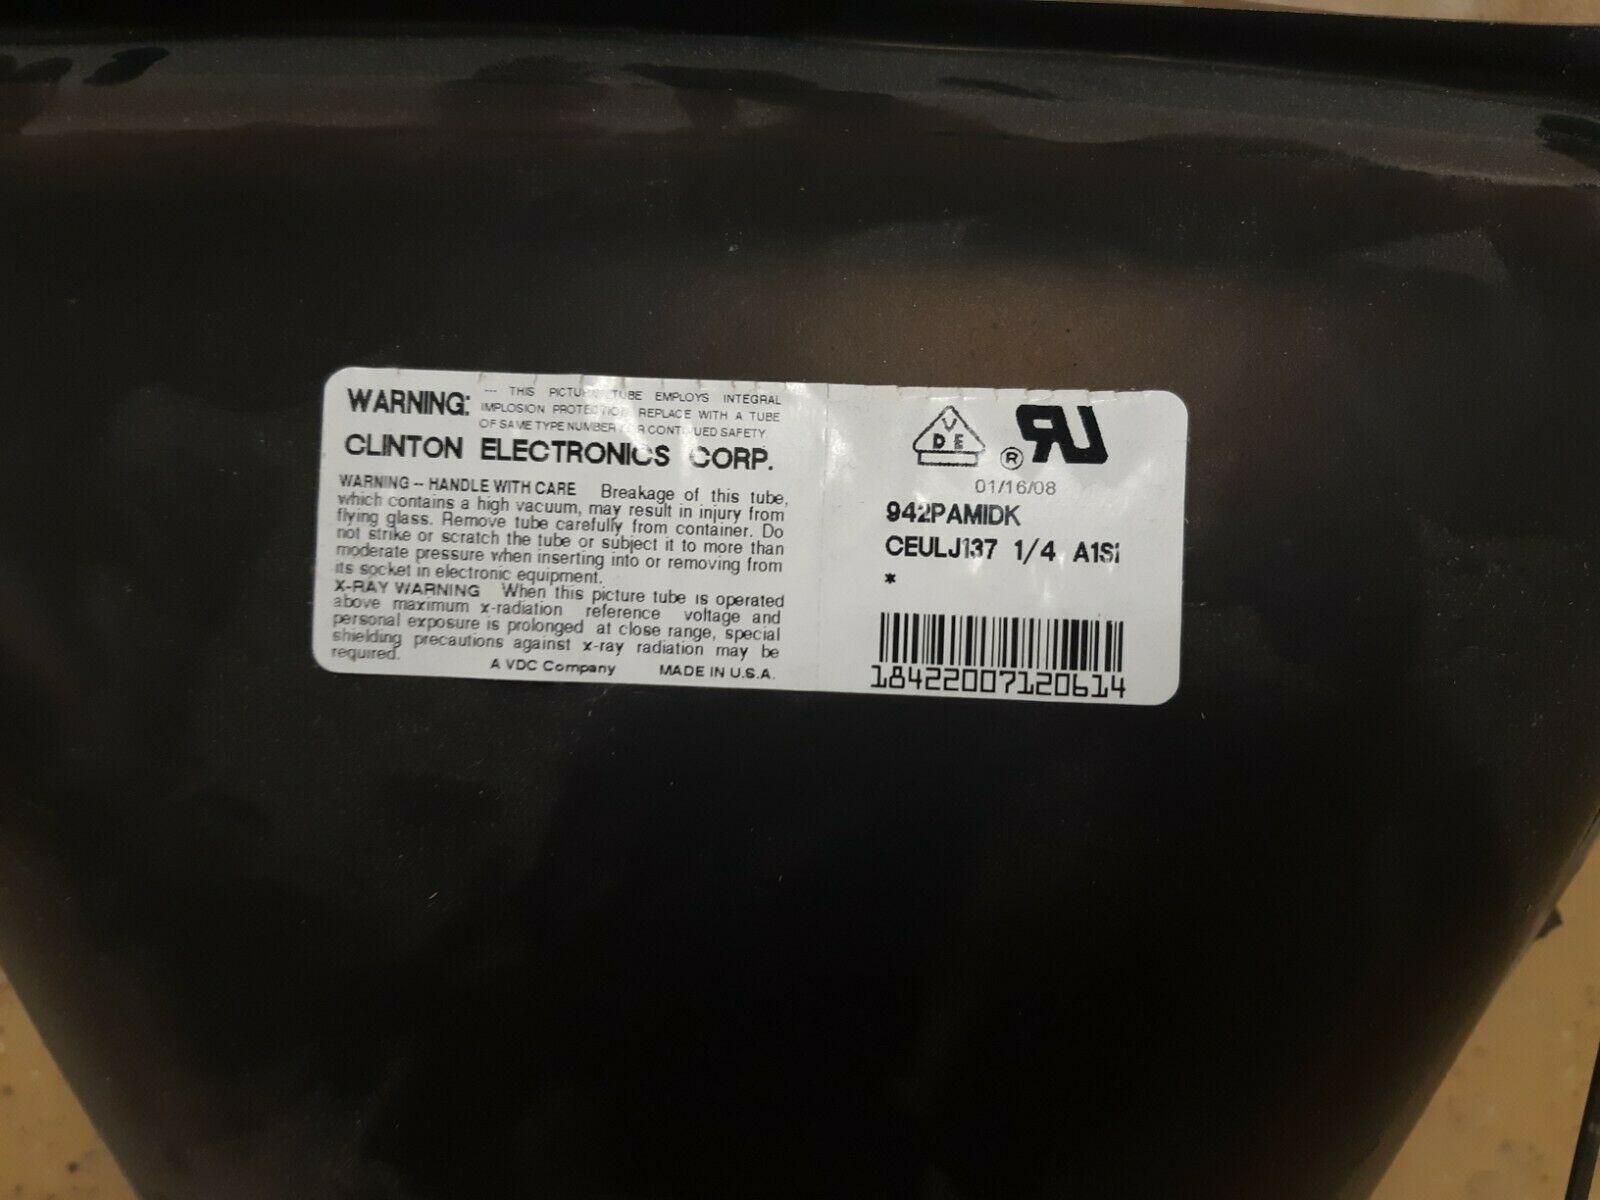 WARNING: --- THIS PICTURE TUBE EMPLOYS INTEGRAL
IMPLOSION PROTECTION REPLACE WITH A TUBE
OF SAME TYPE NUMBER FOR CONTINUED SAFETY
CLINTON ELECTRONICS CORP.
WARNING -- HANDLE WITH CARE Breakage of this tube,
which contains a high vacuum, may result in injury from
flying glass. Remove tube carefully from container. Do
not strike or scratch the tube or subject it to more than
moderate pressure when inserting into or removing from
its socket in electronic equipment.
X-RAY WARNING When this picture tube is operated
above maximum x-radiation reference voltage and
personal exposure is prolonged at close range, special
shielding precautions against x-ray radiation may be
required.
A VDC Company MADE IN U.S.A.
VDE ® RU
01/16/08
942PAMIDK
CEULJ137 1/4 A1Si
*
18422007120614